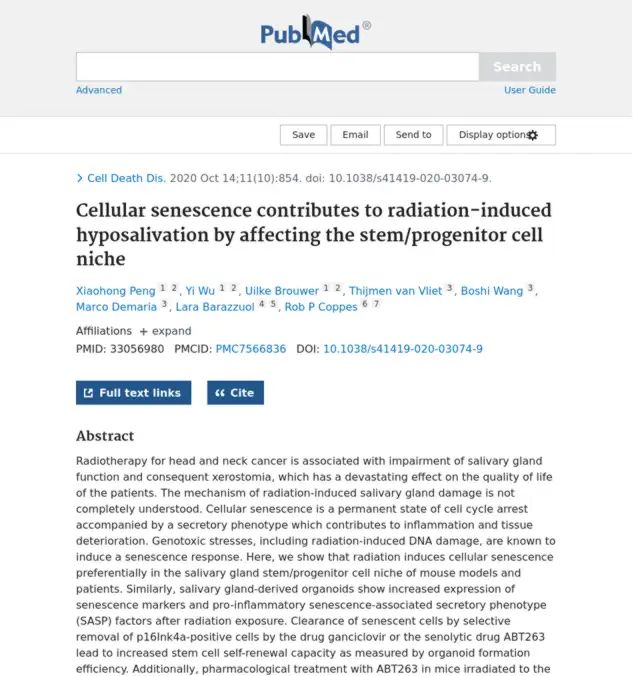 PubMed®
Search
Advanced
User Guide
Save
Email
Send to
Display options
Cell Death Dis. 2020 Oct 14;11(10):854. doi: 10.1038/s41419-020-03074-9.
Cellular senescence contributes to radiation-induced
hyposalivation by affecting the stem/progenitor cell
niche
Xiaohong Peng 1 2, Yi Wu 1 2, Uilke Brouwer 1 2, Thijmen van Vliet 3, Boshi Wang 3,
Marco Demaria 3, Lara Barazzuol 4 5, Rob P Coppes 6 7
Affiliations + expand
PMID: 33056980 PMCID: PMC7566836 DOI: 10.1038/s41419-020-03074-9
Full text links
Cite
Abstract
Radiotherapy for head and neck cancer is associated with impairment of salivary gland
function and consequent xerostomia, which has a devastating effect on the quality of life
of the patients. The mechanism of radiation-induced salivary gland damage is not
completely understood. Cellular senescence is a permanent state of cell cycle arrest
accompanied by a secretory phenotype which contributes to inflammation and tissue
deterioration. Genotoxic stresses, including radiation-induced DNA damage, are known to
induce a senescence response. Here, we show that radiation induces cellular senescence
preferentially in the salivary gland stem/progenitor cell niche of mouse models and
patients. Similarly, salivary gland-derived organoids show increased expression of
senescence markers and pro-inflammatory senescence-associated secretory phenotype
(SASP) factors after radiation exposure. Clearance of senescent cells by selective
removal of p16Ink4a-positive cells by the drug ganciclovir or the senolytic drug ABT263
lead to increased stem cell self-renewal capacity as measured by organoid formation
efficiency. Additionally, pharmacological treatment with ABT263 in mice irradiated to the